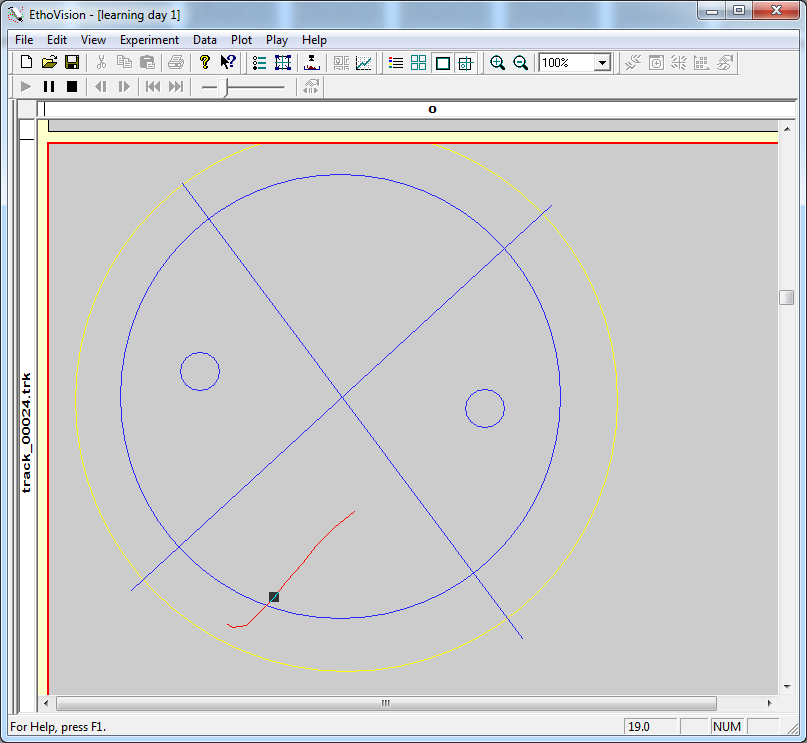 EthoVision - [learning day 1]
File Edit View Experiment Data Plot Play Help
100%
0
track_00024.trk
For Help, press F1.
19.0
NUM